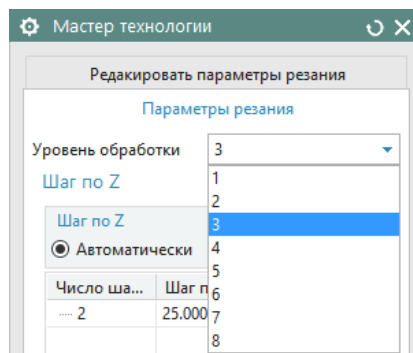 Мастер технологии
Редакировать параметры резания
Параметры резания
Уровень обработки 3
1
2
3
4
5
6
7
8
Шаг по Z
Шаг по Z
Автоматически
Число ша... Шаг п
2 25.000